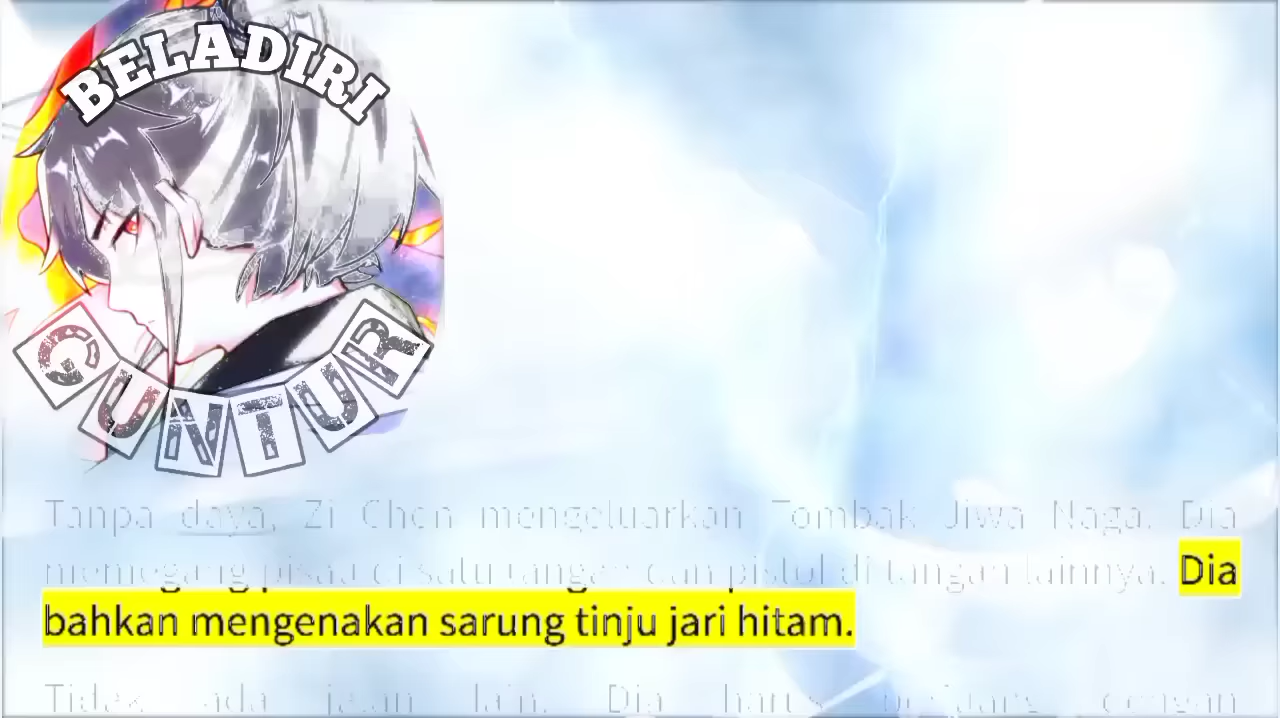 BELADIRI
GUNTUR
Tanpa daya, Zi Chen mengeluarkan Tombak Jiwa Naga. Dia
memegang pisau di satu tangan dan pistol di tangan lainnya. Dia
bahkan mengenakan sarung tinju jari hitam.
Tidak ada jalan lain. Dia harus dengan